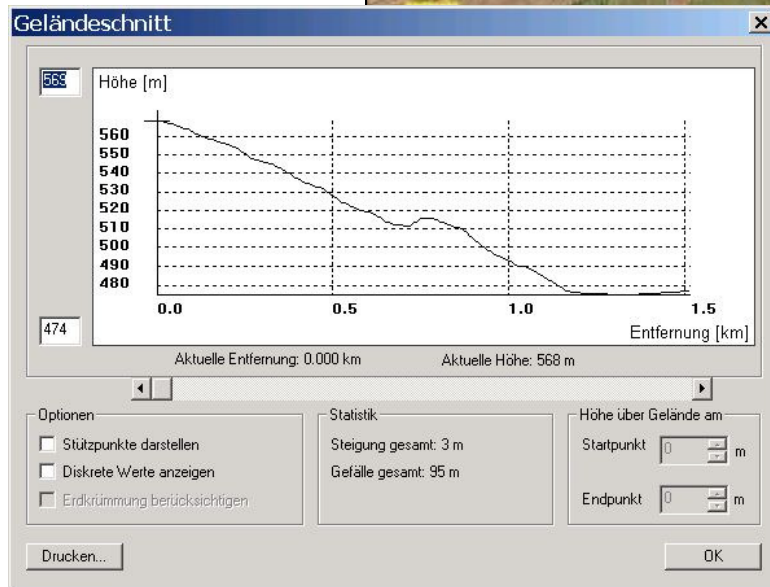 Geländeschnitt
569
Höhe [m]
560
550
540
530
520
510
500
490
480
0.0 0.5 1.0 1.5
474
Entfernung [km]
Aktuelle Entfernung: 0.000 km Aktuelle Höhe: 568 m
Optionen Statistik Höhe über Gelände am
Stützpunkte darstellen Steigung gesamt: 3 m Startpunkt 0 m
Diskrete Werte anzeigen Gefälle gesamt: 95 m
Erdkrümmung berücksichtigen Endpunkt 0 m
Drucken... OK